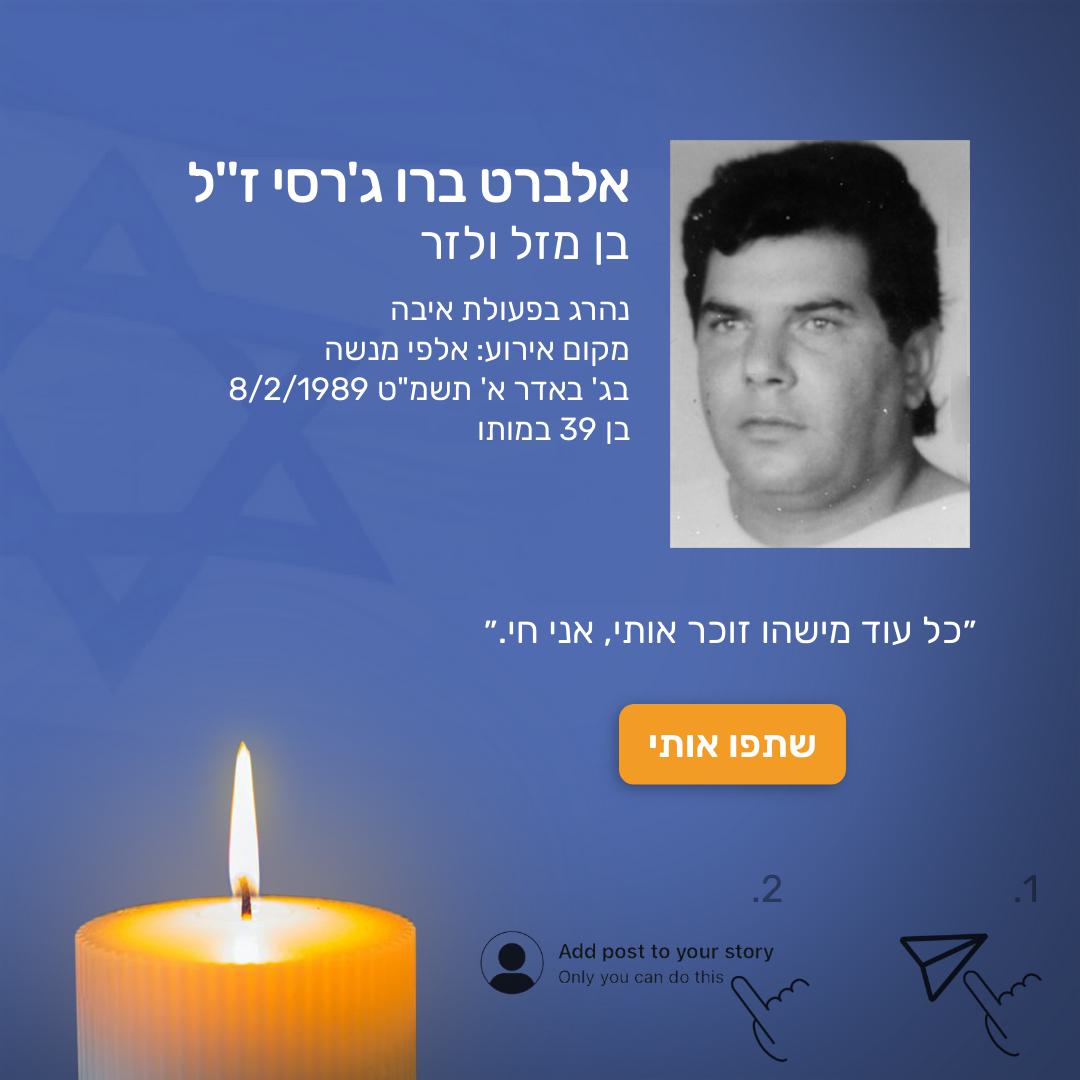 אלברט ברו ג'רסי ז''ל
בן מזל ולזר
נהרג בפעולת איבה
מקום אירוע: אלפי מנשה
בג' באדר א' תשמ"ט 8/2/1989
בן 39 במותו
״כל עוד מישהו זוכר אותי, אני חי.״
שתפו אותי
1.
2.
Add post to your story
Only you can do this